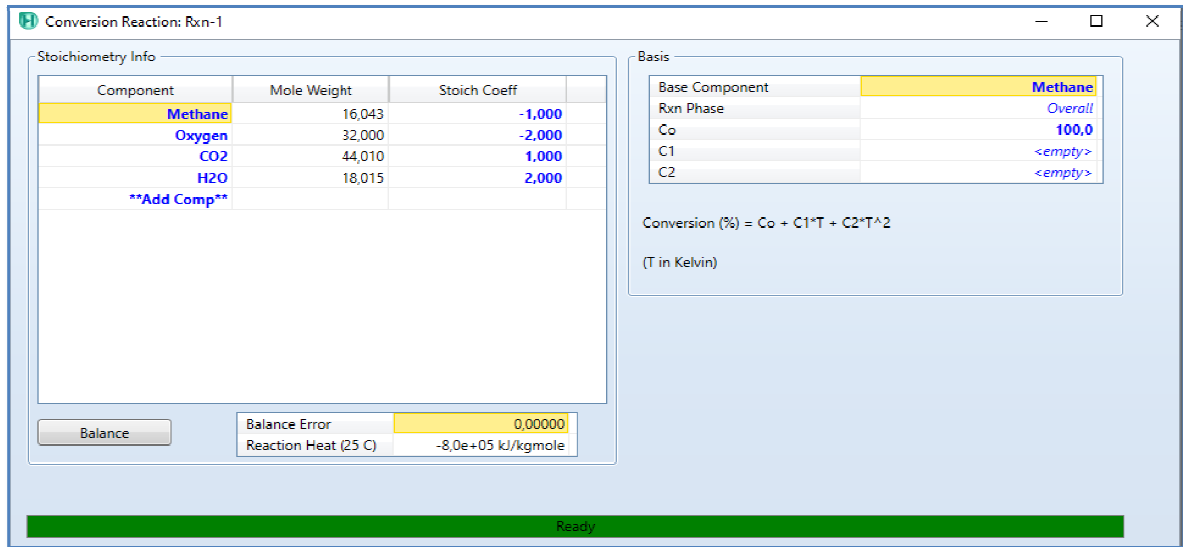 Conversion Reaction: Rxn-1
Stoichiometry Info
Component Mole Weight Stoich Coeff
Methane 16,043 -1,000
Oxygen 32,000 -2,000
CO2 44,010 1,000
H2O 18,015 2,000
**Add Comp**
Balance
Balance Error 0,00000
Reaction Heat (25 C) -8,0e+05 kJ/kgmole
Basis
Base Component Methane
Rxn Phase Overall
Co 100,0
C1 <empty>
C2 <empty>
Conversion (%) = Co + C1*T + C2*T^2
(T in Kelvin)
Ready